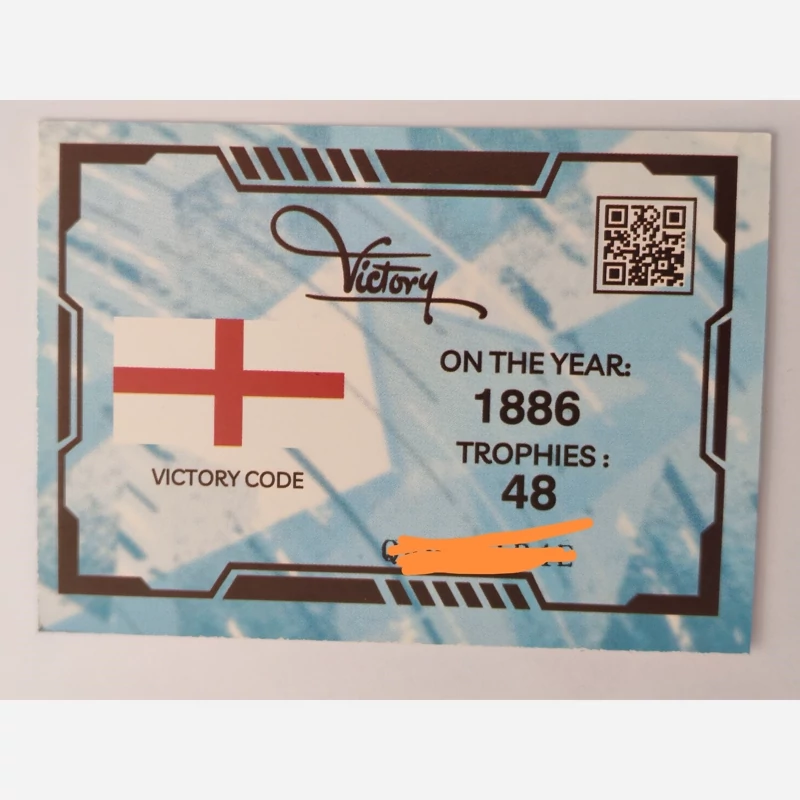 Victory
ON THE YEAR:
1886
VICTORY CODE
TROPHIES :
48